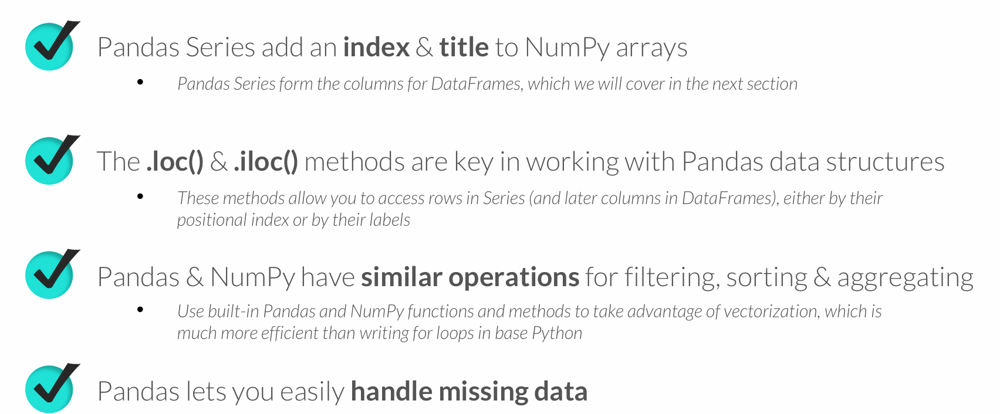 Pandas Series add an index & title to NumPy arrays
• Pandas Series form the columns for DataFrames, which we will cover in the next section
The .loc() & .iloc() methods are key in working with Pandas data structures
• These methods allow you to access rows in Series (and later columns in DataFrames), either by their
positional index or by their labels
Pandas & NumPy have similar operations for filtering, sorting & aggregating
• Use built-in Pandas and NumPy functions and methods to take advantage of vectorization, which is
much more efficient than writing for loops in base Python
Pandas lets you easily handle missing data